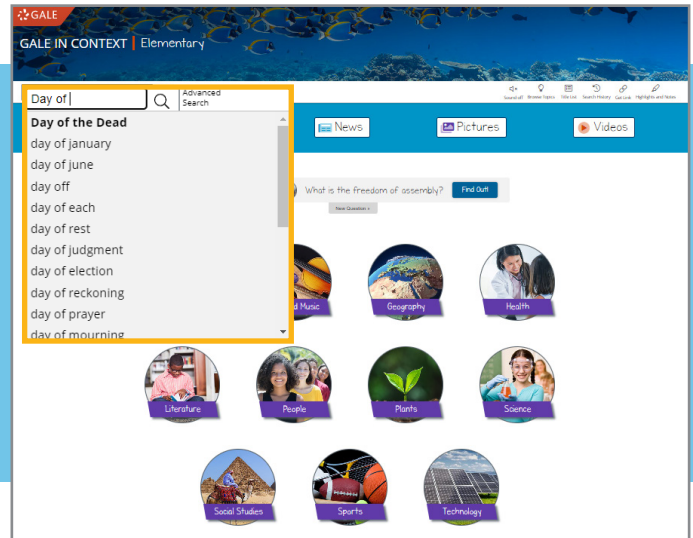 GALE
GALE IN CONTEXT | Elementary
Day of
Advanced
Search
Sound off Browse Topics Title List Search History Get Link Highlights and Notes
Day of the Dead
day of january
day of june
day off
day of each
day of rest
day of judgment
day of election
day of reckoning
day of prayer
day of mourning
News
Pictures
Videos
What is the freedom of assembly?
Find Out!
New Question »
d Music
Geography
Health
Literature
People
Plants
Science
Social Studies
Sports
Technology